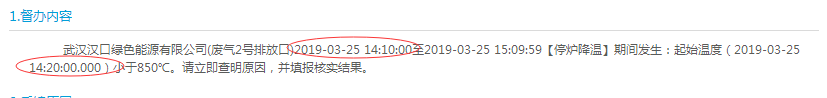 1.督办内容
武汉汉口绿色能源有限公司(废气2号排放口)2019-03-25 14:10:00至2019-03-25 15:09:59【停炉降温】期间发生：起始温度（2019-03-25
14:20:00.000）小于850℃。请立即查明原因，并填报核实结果。